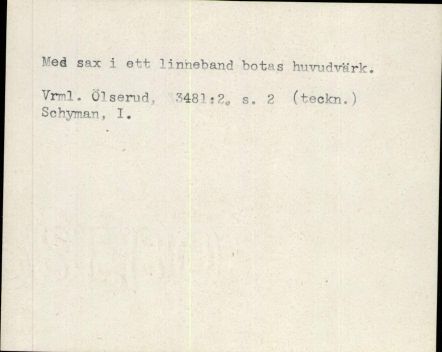 Med sax i ett linneband botas huvudvärk.
Vrml. Ölserud, 3481:2, s. 2 (teckn.)
Schyman, I.